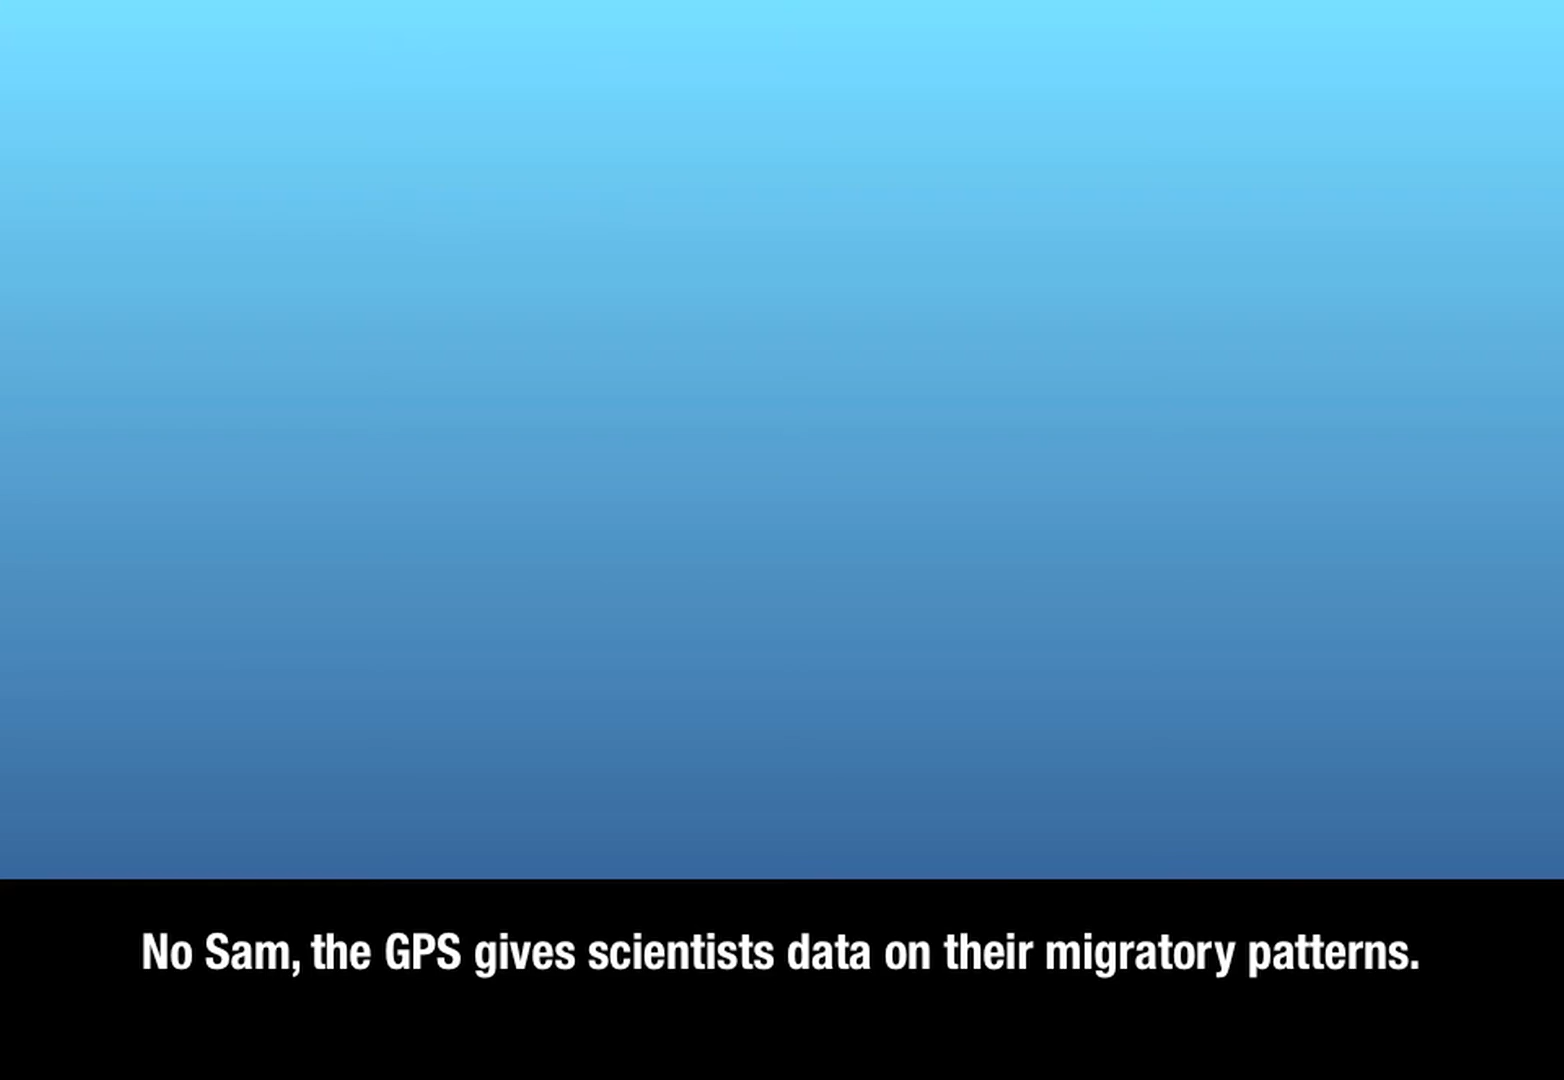 No Sam, the GPS gives scientists data on their migratory patterns.